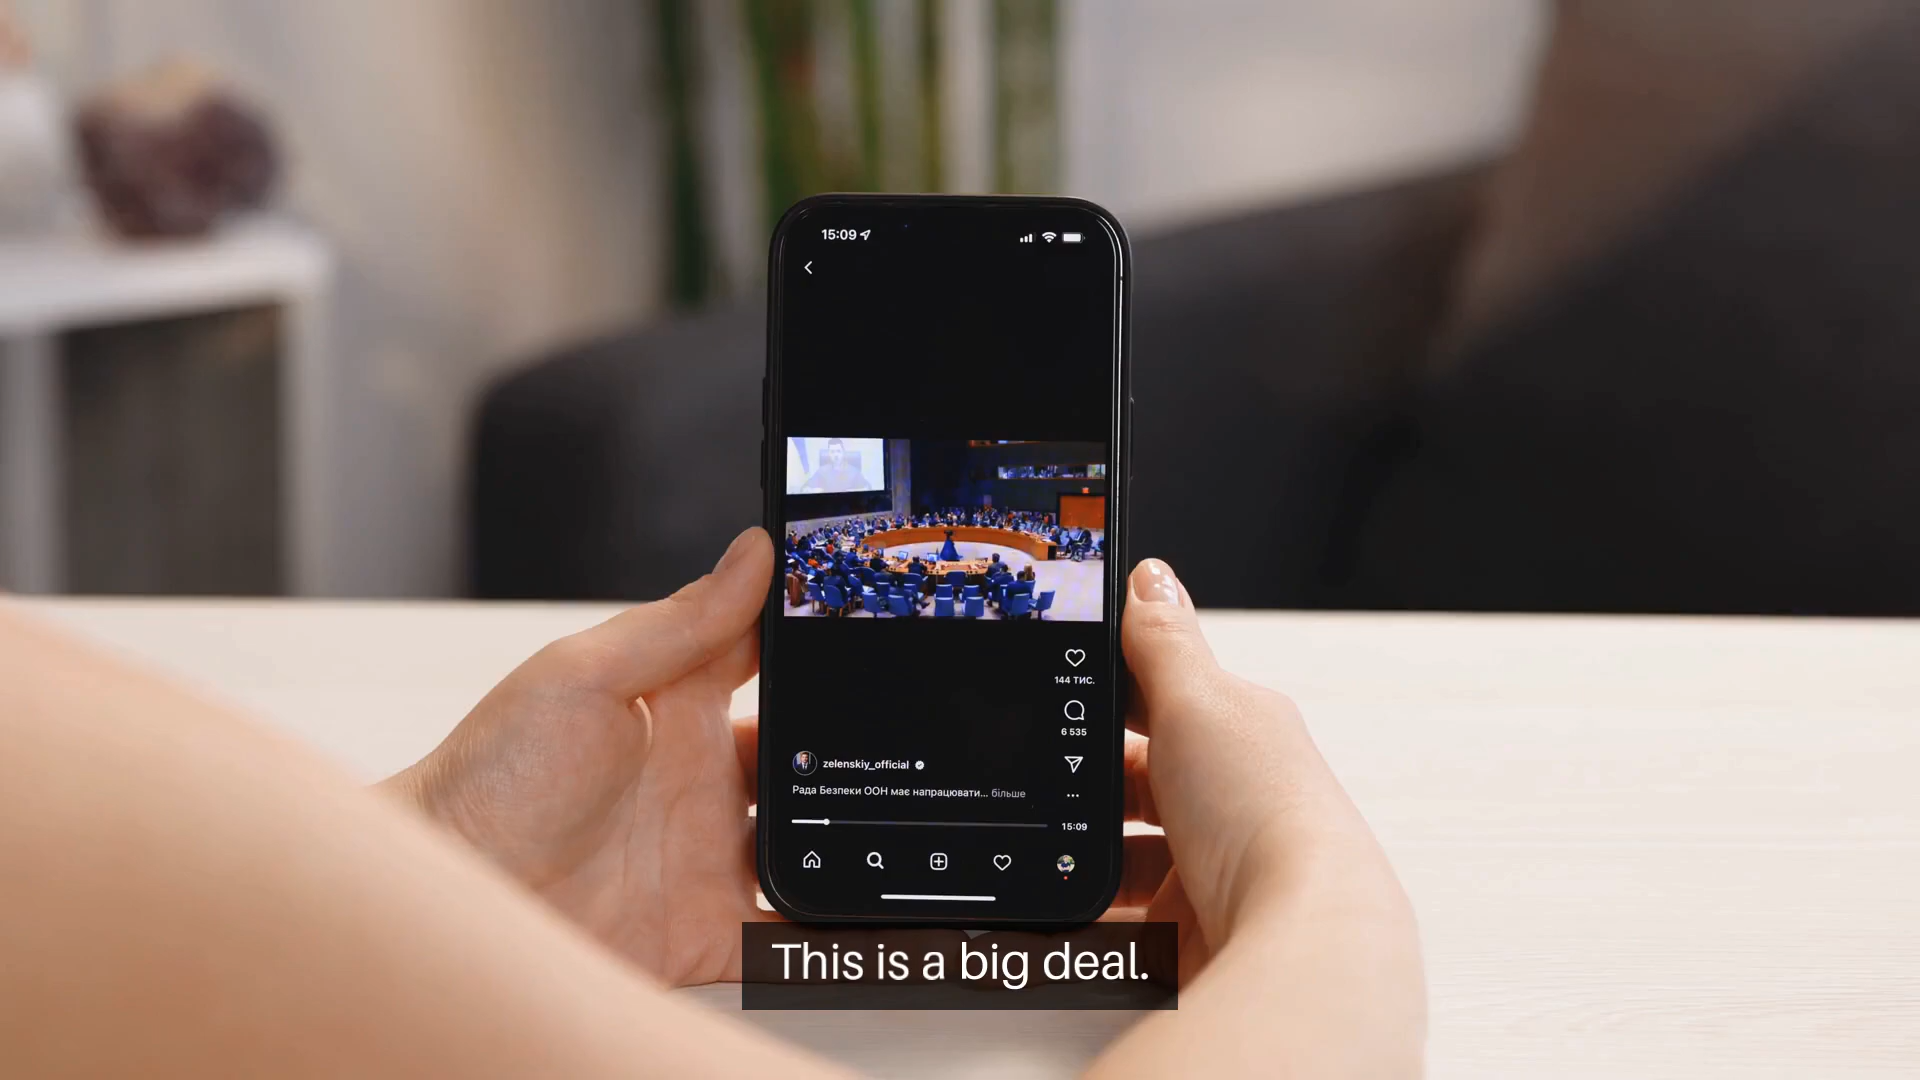 15:09
144 ТИС.
6 535
zelenskiy_official
Рада Безпеки ООН має напрацювати... більше
15:09
This is a big deal.